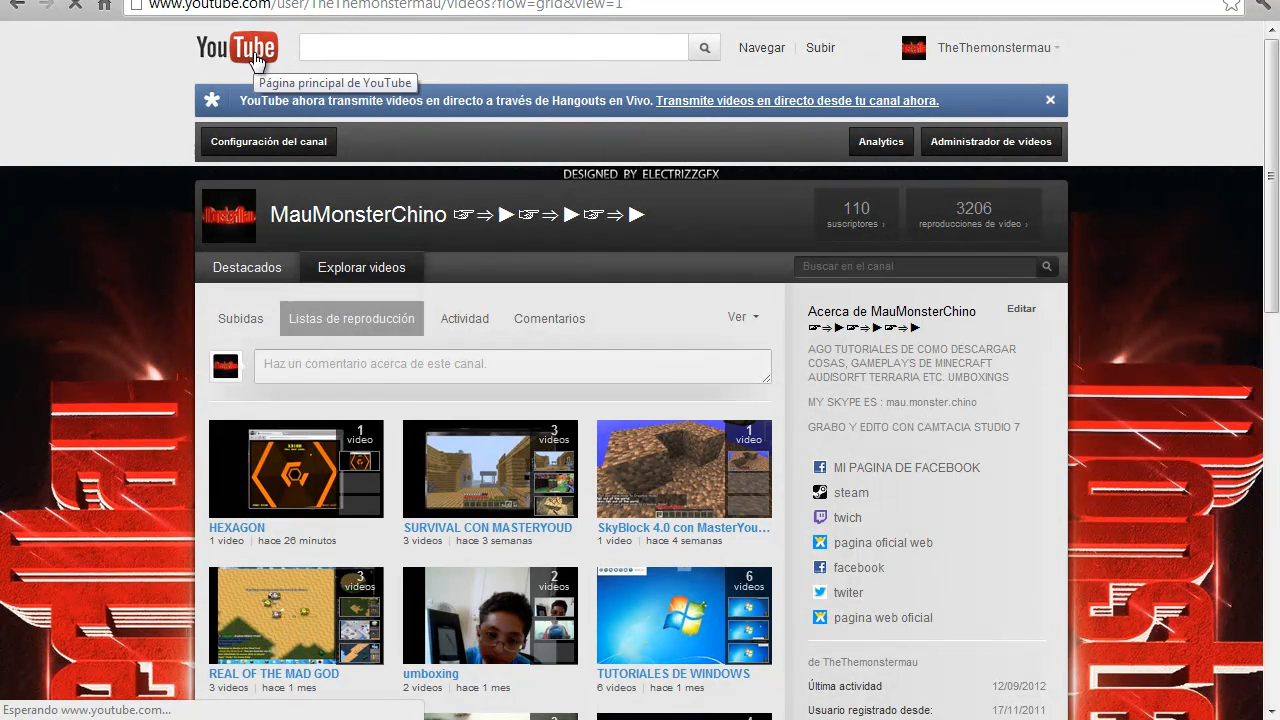 www.youtube.com/user/TheThemonstermau/videos?flow=grid&view=1
YouTube
Navegar
Subir
TheThemonstermau
Página principal de YouTube
YouTube ahora transmite videos en directo a través de Hangouts en Vivo. Transmite videos en directo desde tu canal ahora.
Configuración del canal
Analytics
Administrador de videos
DESIGNED BY ELECTRIZZGFX
MauMonsterChino ☞⇒►☞⇒►☞⇒►
110
suscriptores ›
3206
reproducciones de video ›
Destacados
Explorar videos
Buscar en el canal
Subidas
Listas de reproducción
Actividad
Comentarios
Ver
Haz un comentario acerca de este canal.
1
video
3
videos
1
video
HEXAGON
1 video | hace 26 minutos
SURVIVAL CON MASTERYOUD
3 videos | hace 3 semanas
SkyBlock 4.0 con MasterYou...
1 video | hace 4 semanas
3
videos
2
videos
6
videos
REAL OF THE MAD GOD
3 videos | hace 1 mes
umboxing
2 videos | hace 1 mes
TUTORIALES DE WINDOWS
6 videos | hace 1 mes
Acerca de MauMonsterChino
☞⇒►☞⇒►☞⇒►
Editar
AGO TUTORIALES DE COMO DESCARGAR
COSAS, GAMEPLAYS DE MINECRAFT
AUDISORFT TERRARIA ETC. UMBOXINGS
MY SKYPE ES : mau.monster.chino
GRABO Y EDITO CON CAMTACIA STUDIO 7
MI PAGINA DE FACEBOOK
steam
twich
pagina oficial web
facebook
twiter
pagina web oficial
de TheThemonstermau
Última actividad 12/09/2012
Usuario registrado desde: 17/11/2011
Esperando www.youtube.com...